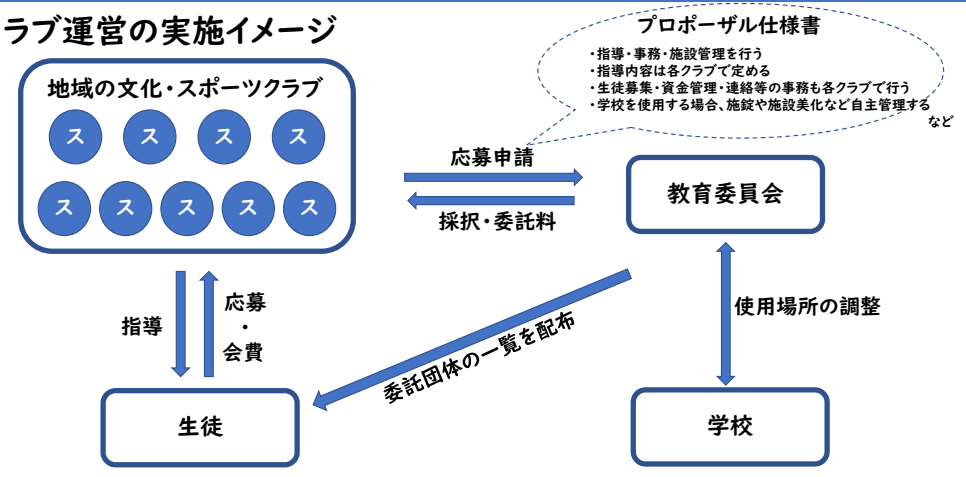 ラブ運営の実施イメージ
プロポーザル仕様書
・指導・事務・施設管理を行う
・指導内容は各クラブで定める
・生徒募集・資金管理・連絡等の事務も各クラブで行う
・学校を使用する場合、施錠や施設美化など自主管理する
など
地域の文化・スポーツクラブ
ス ス ス ス
ス ス ス ス ス
応募申請
採択・委託料
教育委員会
指導
応募
・
会費
委託団体の一覧を配布
使用場所の調整
生徒
学校